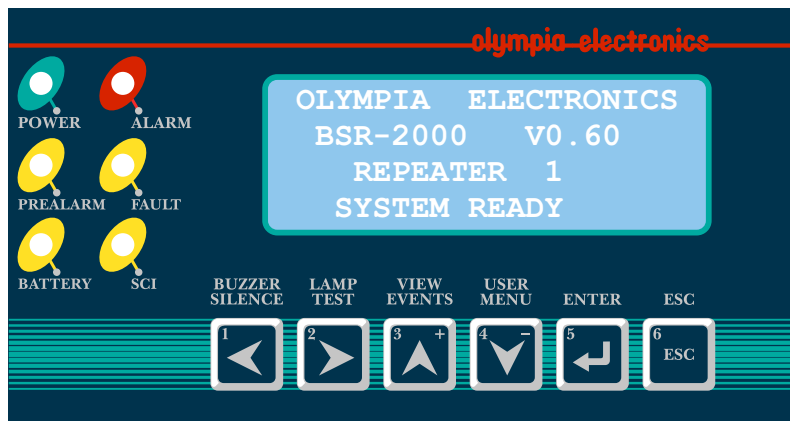 olympia electronics
POWER ALARM
PREALARM FAULT
BATTERY SCI
OLYMPIA ELECTRONICS
BSR-2000 V0.60
REPEATER 1
SYSTEM READY
BUZZER SILENCE
LAMP TEST
VIEW EVENTS
USER MENU
ENTER
ESC
1
2
3 +
4 −
5
6
ESC